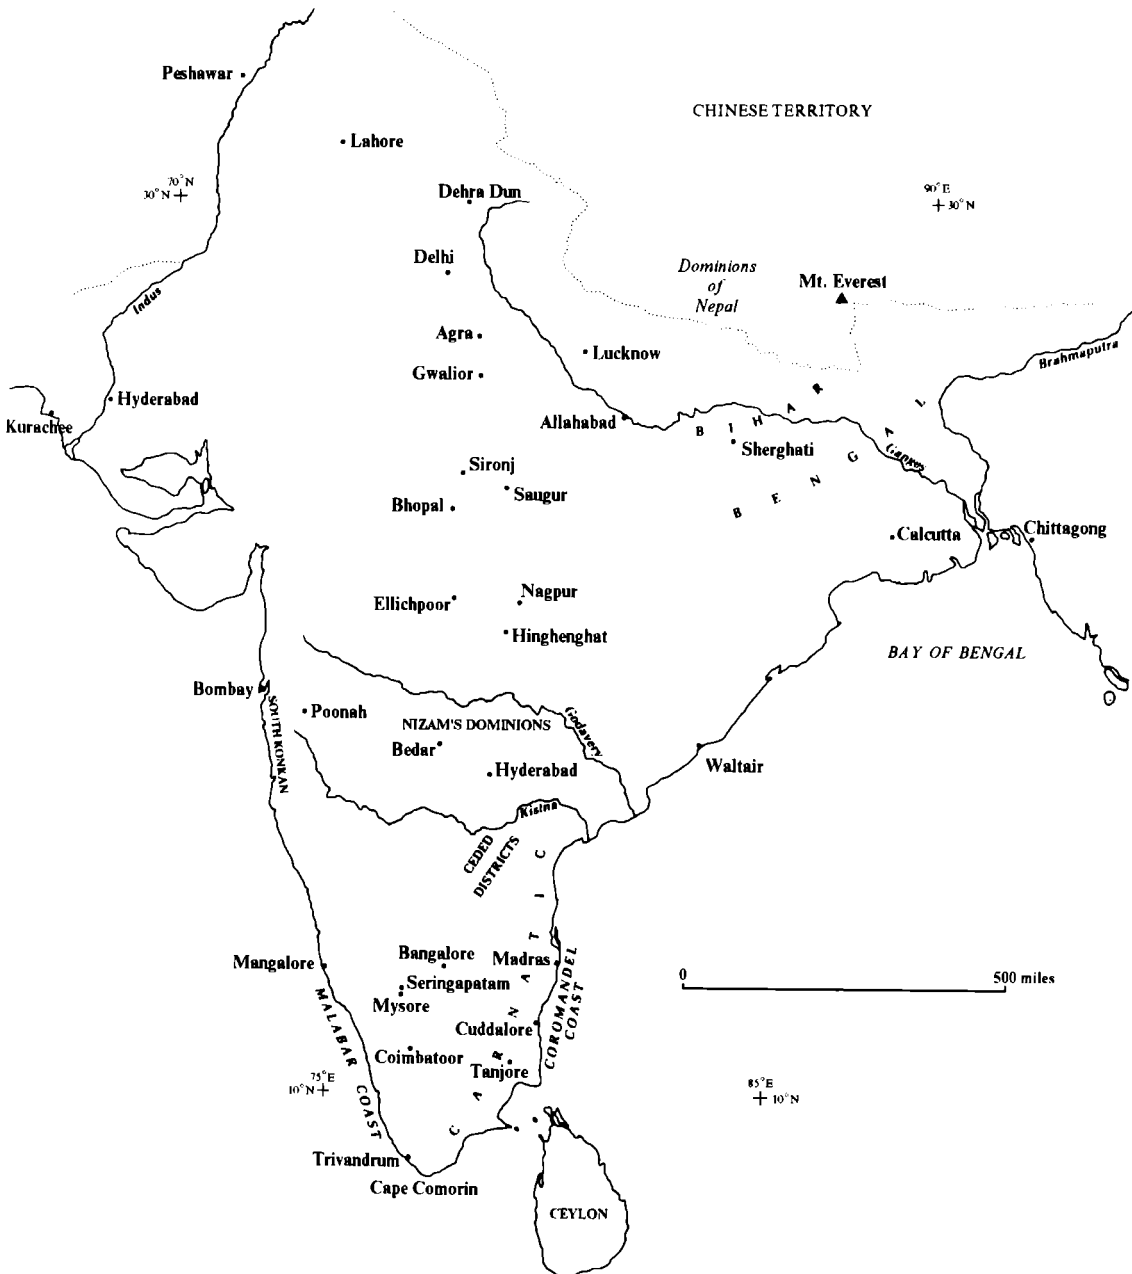 Peshawar
CHINESE TERRITORY
Lahore
70°N
30°N
Dehra Dun
90°E
30°N
Delhi
Dominions
of
Nepal
Mt. Everest
Indus
Agra
Lucknow
Brahmaputra
Gwalior
Hyderabad
Kurachee
Allahabad
BIHAR
Sherghati
Ganges
BENGAL
Sironj
Saugur
Bhopal
Calcutta
Chittagong
Ellichpoor
Nagpur
Hinghenghat
BAY OF BENGAL
Bombay
SOUTH KONKAN
Poonah
NIZAM'S DOMINIONS
Godavery
Bedar
Hyderabad
Waltair
Kistna
CEDED
DISTRICTS
CARNATIC
Mangalore
Bangalore
Madras
Seringapatam
Mysore
0
500 miles
MALABAR COAST
Cuddalore
COROMANDEL
COAST
Coimbatoor
Tanjore
75°E
10°N
85°E
10°N
Trivandrum
Cape Comorin
CEYLON